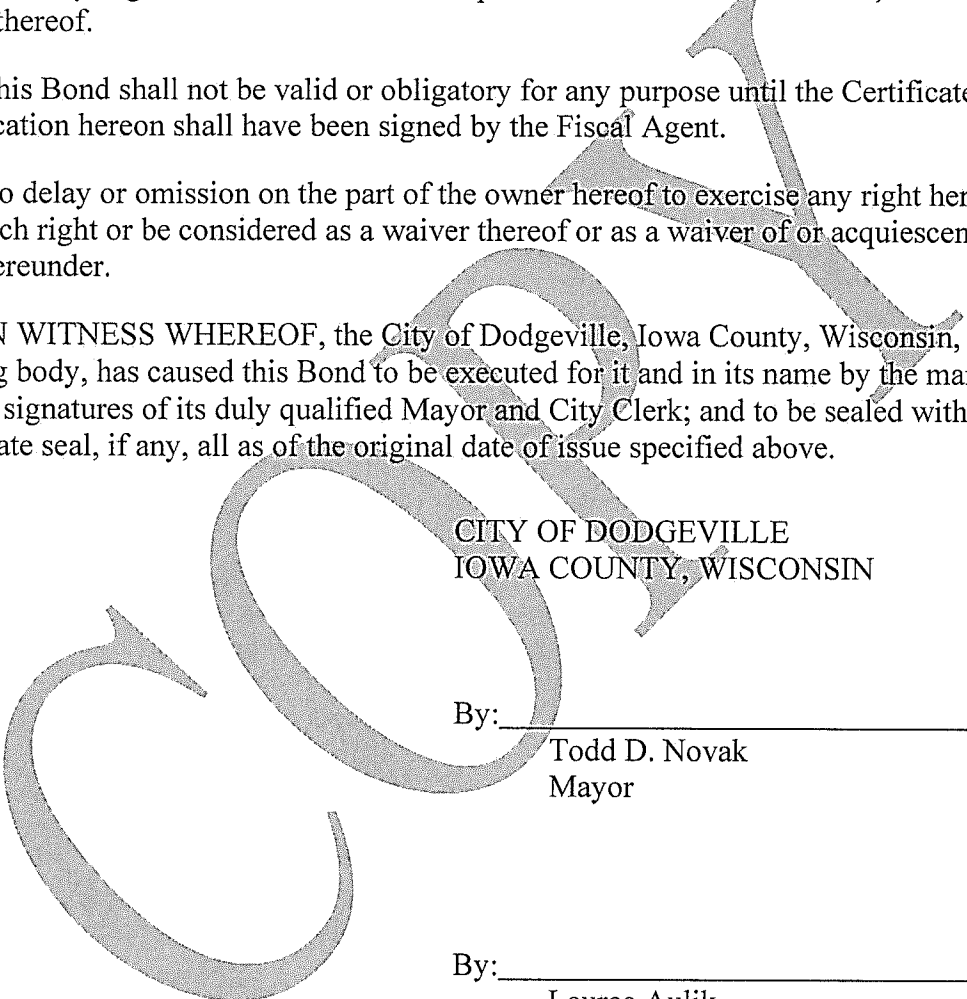 thereof.
his Bond shall not be valid or obligatory for any purpose until the Certificate
cation hereon shall have been signed by the Fiscal Agent.
o delay or omission on the part of the owner hereof to exercise any right her
ch right or be considered as a waiver thereof or as a waiver of or acquiescen
ereunder.
N WITNESS WHEREOF, the City of Dodgeville, Iowa County, Wisconsin,
g body, has caused this Bond to be executed for it and in its name by the ma
signatures of its duly qualified Mayor and City Clerk; and to be sealed with
ate seal, if any, all as of the original date of issue specified above.
CITY OF DODGEVILLE
IOWA COUNTY, WISCONSIN
By:
Todd D. Novak
Mayor
By:
COPY